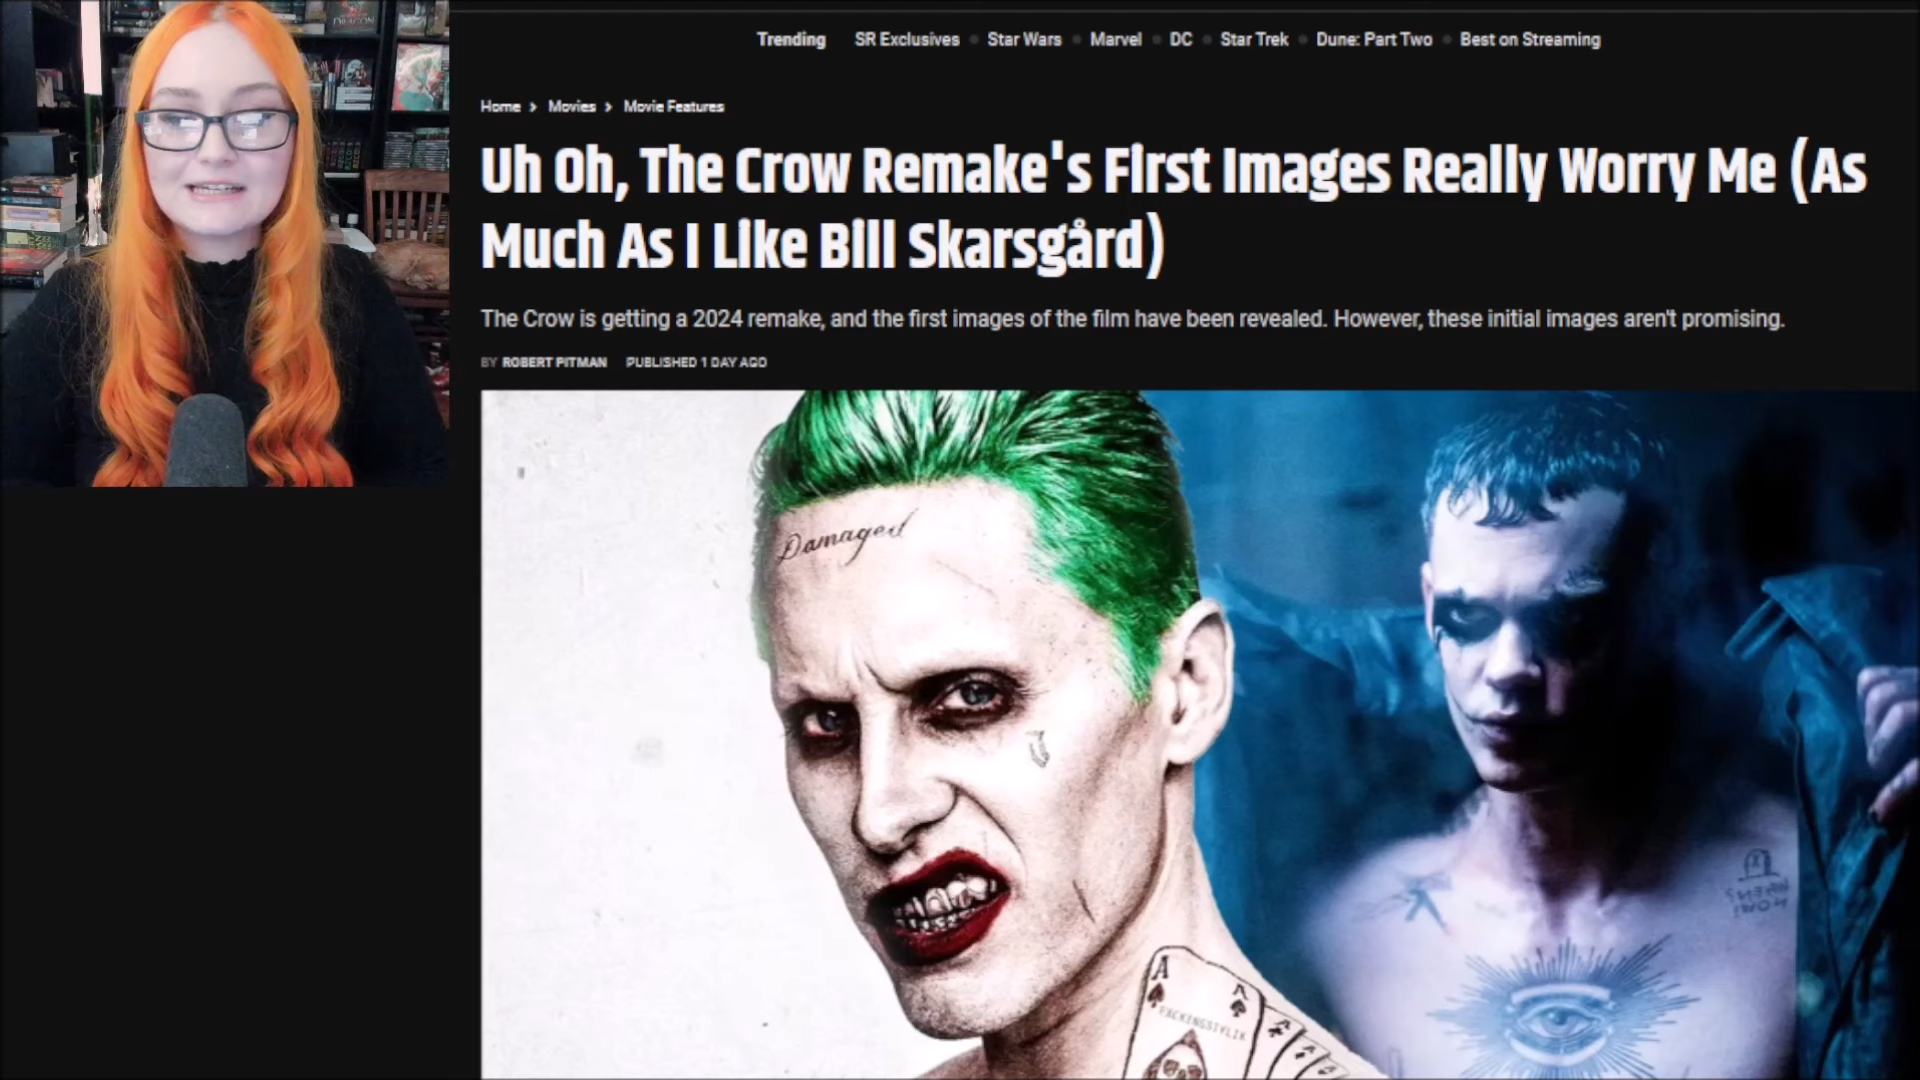 Trending SR Exclusives Star Wars Marvel DC Star Trek Dune: Part Two Best on Streaming
Home > Movies > Movie Features
Uh Oh, The Crow Remake's First Images Really Worry Me (As
Much As I Like Bill Skarsgård)
The Crow is getting a 2024 remake, and the first images of the film have been revealed. However, these initial images aren't promising.
BY ROBERT PITMAN PUBLISHED 1 DAY AGO
Damaged
J
A
A